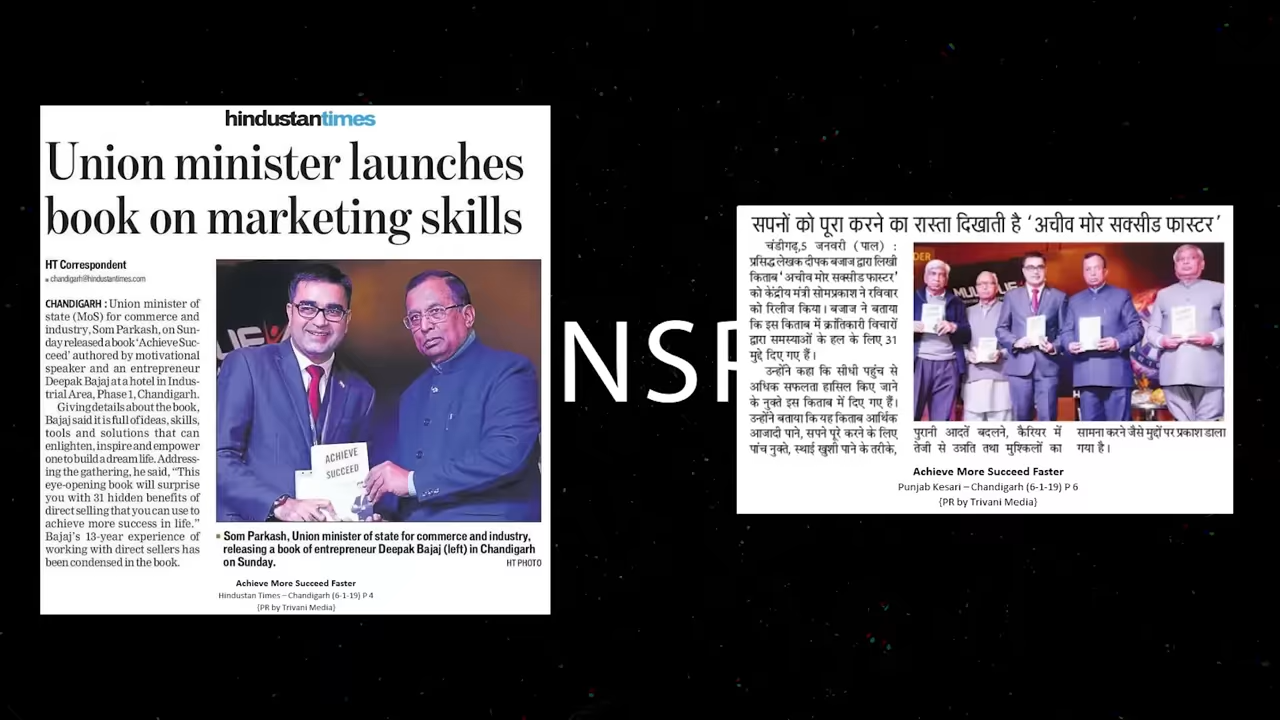 hindustantimes
Union minister launches
book on marketing skills
HT Correspondent
chandigarh@hindustantimes.com
CHANDIGARH : Union minister of
state (MoS) for commerce and
industry, Som Parkash, on Sun-
day released a book ‘Achieve Suc-
ceed’ authored by motivational
speaker and an entrepreneur
Deepak Bajaj at a hotel in Indus-
trial Area, Phase 1, Chandigarh.
Giving details about the book,
Bajaj said it is full of ideas, skills,
tools and solutions that can
enlighten, inspire and empower
one to build a dream life. Address-
ing the gathering, he said, “This
eye-opening book will surprise
you with 31 hidden benefits of
direct selling that you can use to
achieve more success in life.”
Bajaj’s 13-year experience of
working with direct sellers has
been condensed in the book.
ACHIEVE
SUCCEED
Som Parkash, Union minister of state for commerce and industry,
releasing a book of entrepreneur Deepak Bajaj (left) in Chandigarh
on Sunday.
HT PHOTO
Achieve More Succeed Faster
Hindustan Times – Chandigarh (6-1-19) P 4
{PR by Trivani Media}
NSF
सपनों को पूरा करने का रास्ता दिखाती है ‘अचीव मोर सक्सीड फास्टर’
चंडीगढ़,5 जनवरी (पाल) :
प्रसिद्ध लेखक दीपक बजाज द्वारा लिखी
किताब ‘अचीव मोर सक्सीड फास्टर’
को केंद्रीय मंत्री सोमप्रकाश ने रविवार
को रिलीज किया। बजाज ने बताया
कि इस किताब में क्रांतिकारी विचारों
द्वारा समस्याओं के हल के लिए 31
मुद्दे दिए गए हैं।
उन्होंने कहा कि सीधी पहुंच से
अधिक सफलता हासिल किए जाने
के नुक्ते इस किताब में दिए गए हैं।
उन्होंने बताया कि यह किताब आर्थिक
आजादी पाने, सपने पूरे करने के लिए
पांच नुक्ते, स्थाई खुशी पाने के तरीके,
पुरानी आदतें बदलने, कैरियर में
तेजी से उन्नति तथा मुश्किलों का
सामना करने जैसे मुद्दों पर प्रकाश डाला
गया है।
Achieve More Succeed Faster
Punjab Kesari – Chandigarh (6-1-19) P 6
{PR by Trivani Media}